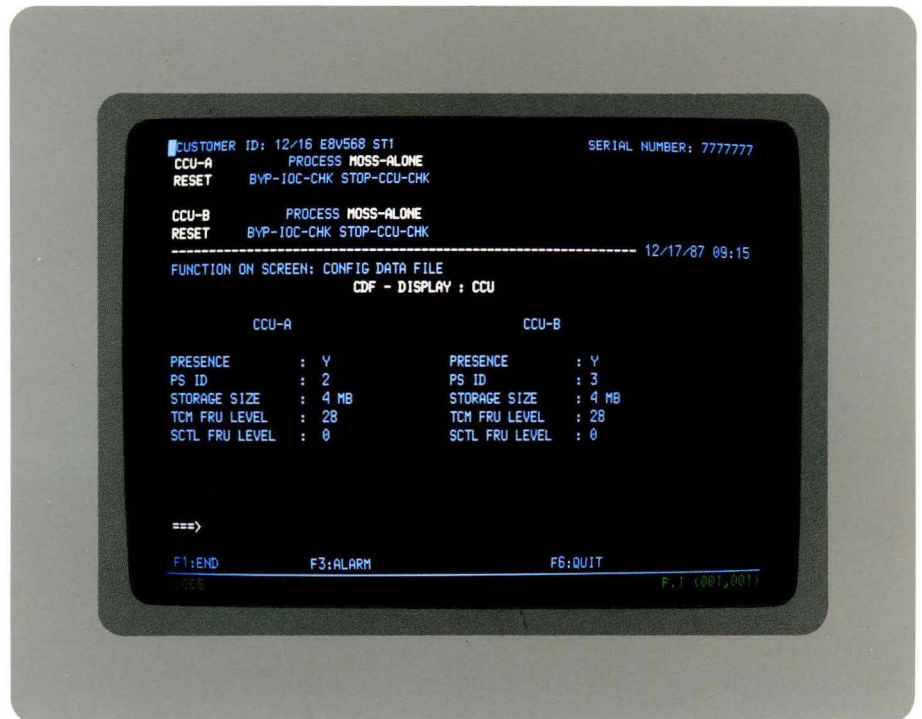 CUSTOMER ID: 12/16 E8V568 ST1 SERIAL NUMBER: 7777777
CCU-A PROCESS MOSS-ALONE
RESET BYP-IOC-CHK STOP-CCU-CHK
CCU-B PROCESS MOSS-ALONE
RESET BYP-IOC-CHK STOP-CCU-CHK
------------------------------------------------------------ 12/17/87 09:15
FUNCTION ON SCREEN: CONFIG DATA FILE
CDF - DISPLAY : CCU
CCU-A CCU-B
PRESENCE : Y PRESENCE : Y
PS ID : 2 PS ID : 3
STORAGE SIZE : 4 MB STORAGE SIZE : 4 MB
TCM FRU LEVEL : 28 TCM FRU LEVEL : 28
SCTL FRU LEVEL : 0 SCTL FRU LEVEL : 0
===>
F1:END F3:ALARM F6:QUIT
P.1 (001,001)